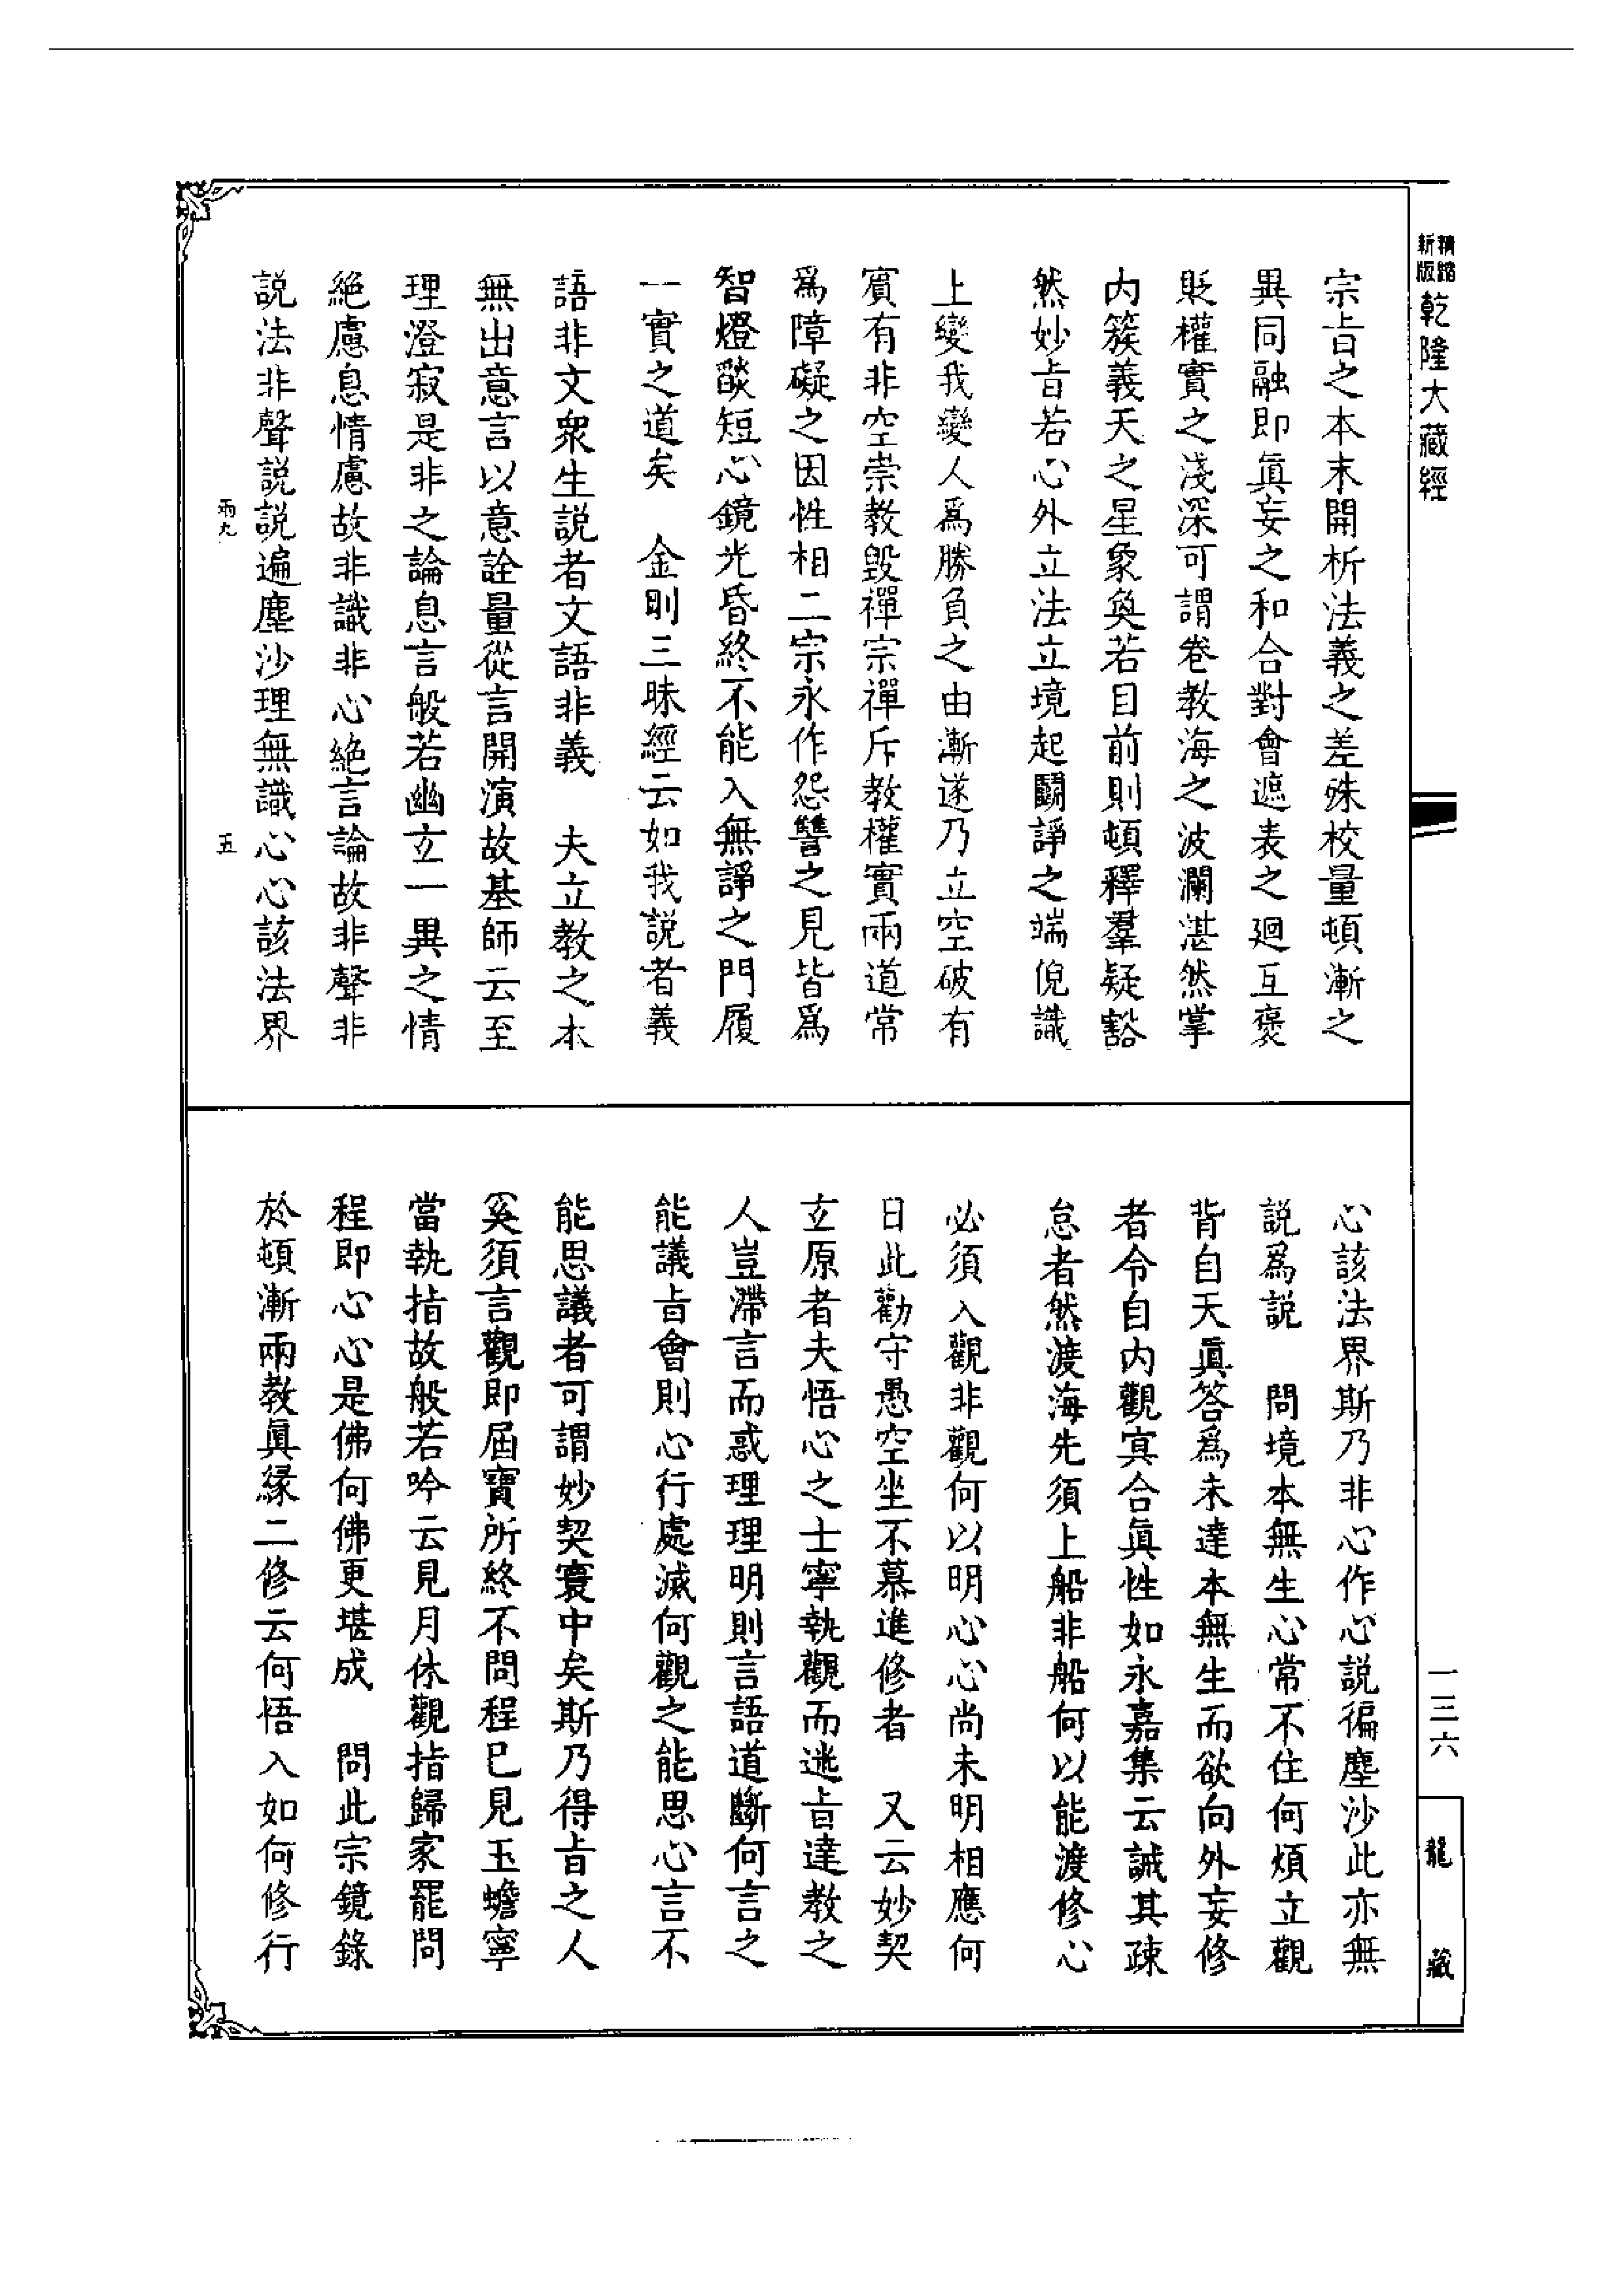 精縮
新版
乾隆大藏經
宗㫖之本末開析法義之差殊校量頓漸之
異同融即眞妄之和合對會遮表之廻互褒
貶權實之淺深可謂卷教海之波瀾湛然掌
内簇義天之星象奐若目前則頓釋羣疑豁
然妙㫖若心外立法立境起鬭諍之端倪識
上變我變人爲勝負之由漸遂乃立空破有
賓有非空崇教毀禪宗禪斥教權實兩道常
爲障礙之因性相二宗永作怨讐之見皆爲
智燈燄短心鏡光昏終不能入無諍之門履
一實之道矣　金剛三昧經云如我説者義
語非文衆生説者文語非義　夫立教之本
無出意言以意詮量從言開演故基師云至
理澄寂是非之論息言般若幽玄一異之情
絶慮息情慮故非識非心絶言論故非聲非
説法非聲説説遍塵沙理無識心心該法界
兩九
五
心該法界斯乃非心作心説徧塵沙此亦無
説爲説　問境本無生心常不住何煩立觀
背自天眞答爲未達本無生而欲向外妄修
者令自内觀㝠合眞性如永嘉集云誡其疎
怠者然渡海先須上船非船何以能渡修心
必須入觀非觀何以明心心尚未明相應何
日此勸守愚空坐不慕進修者　又云妙契
玄原者夫悟心之士寧執觀而迷㫖達教之
人豈滯言而惑理理明則言語道斷何言之
能議㫖會則心行處滅何觀之能思心言不
能思議者可謂妙契寰中矣斯乃得㫖之人
奚須言觀即屆寶所終不問程已見玉蟾寧
當執指故般若吟云見月休觀指歸家罷問
程即心心是佛何佛更堪成　問此宗鏡錄
於頓漸兩教眞緣二修云何悟入如何修行
一三六
龍藏